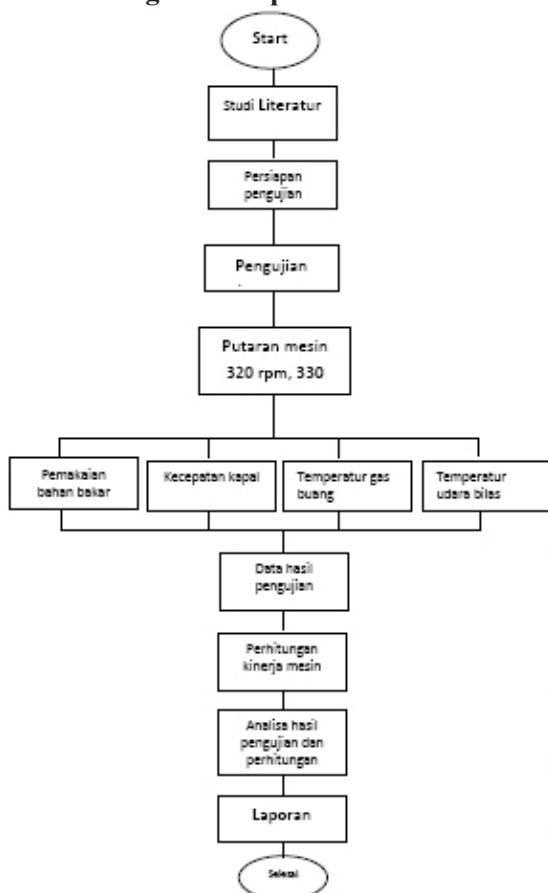 Start
Studi Literatur
Persiapan
pengujian
Pengujian
Putaran mesin
320 rpm, 330
Pemakaian
bahan bakar
Kecepatan kapal
Temperatur gas
buang
Temperatur
udara bilas
Data hasil
pengujian
Perhitungan
kinerja mesin
Analisa hasil
pengujian dan
perhitungan
Laporan
Selesai